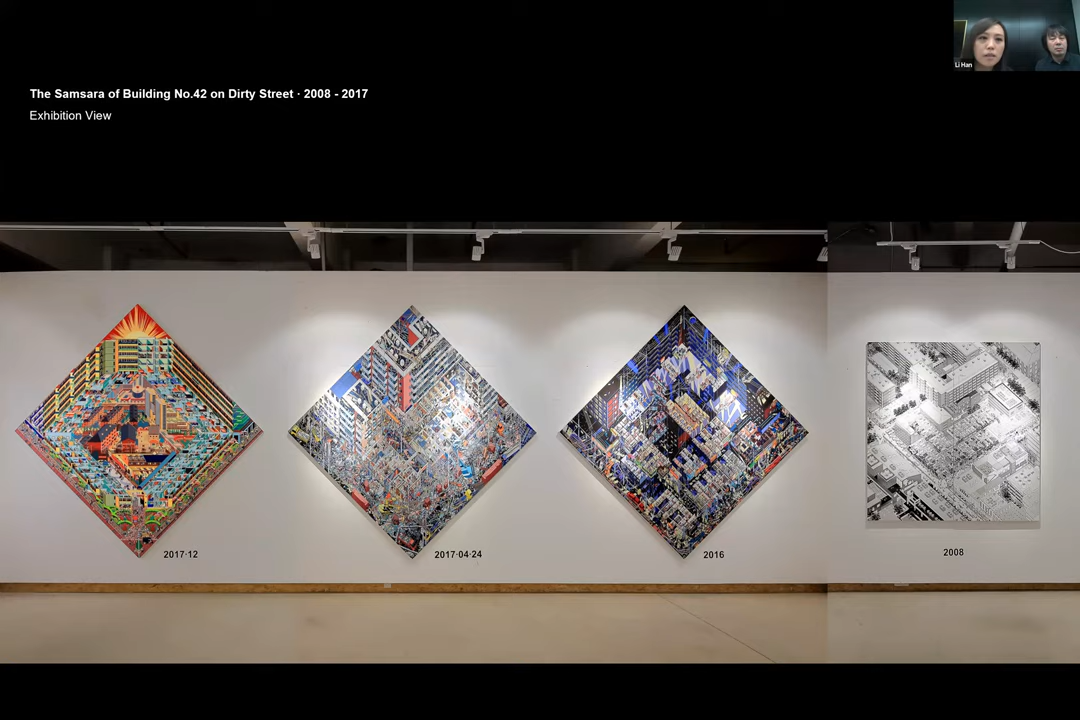 Li Han
The Samsara of Building No.42 on Dirty Street · 2008 - 2017
Exhibition View
2017·12
2017·04·24
2016
2008